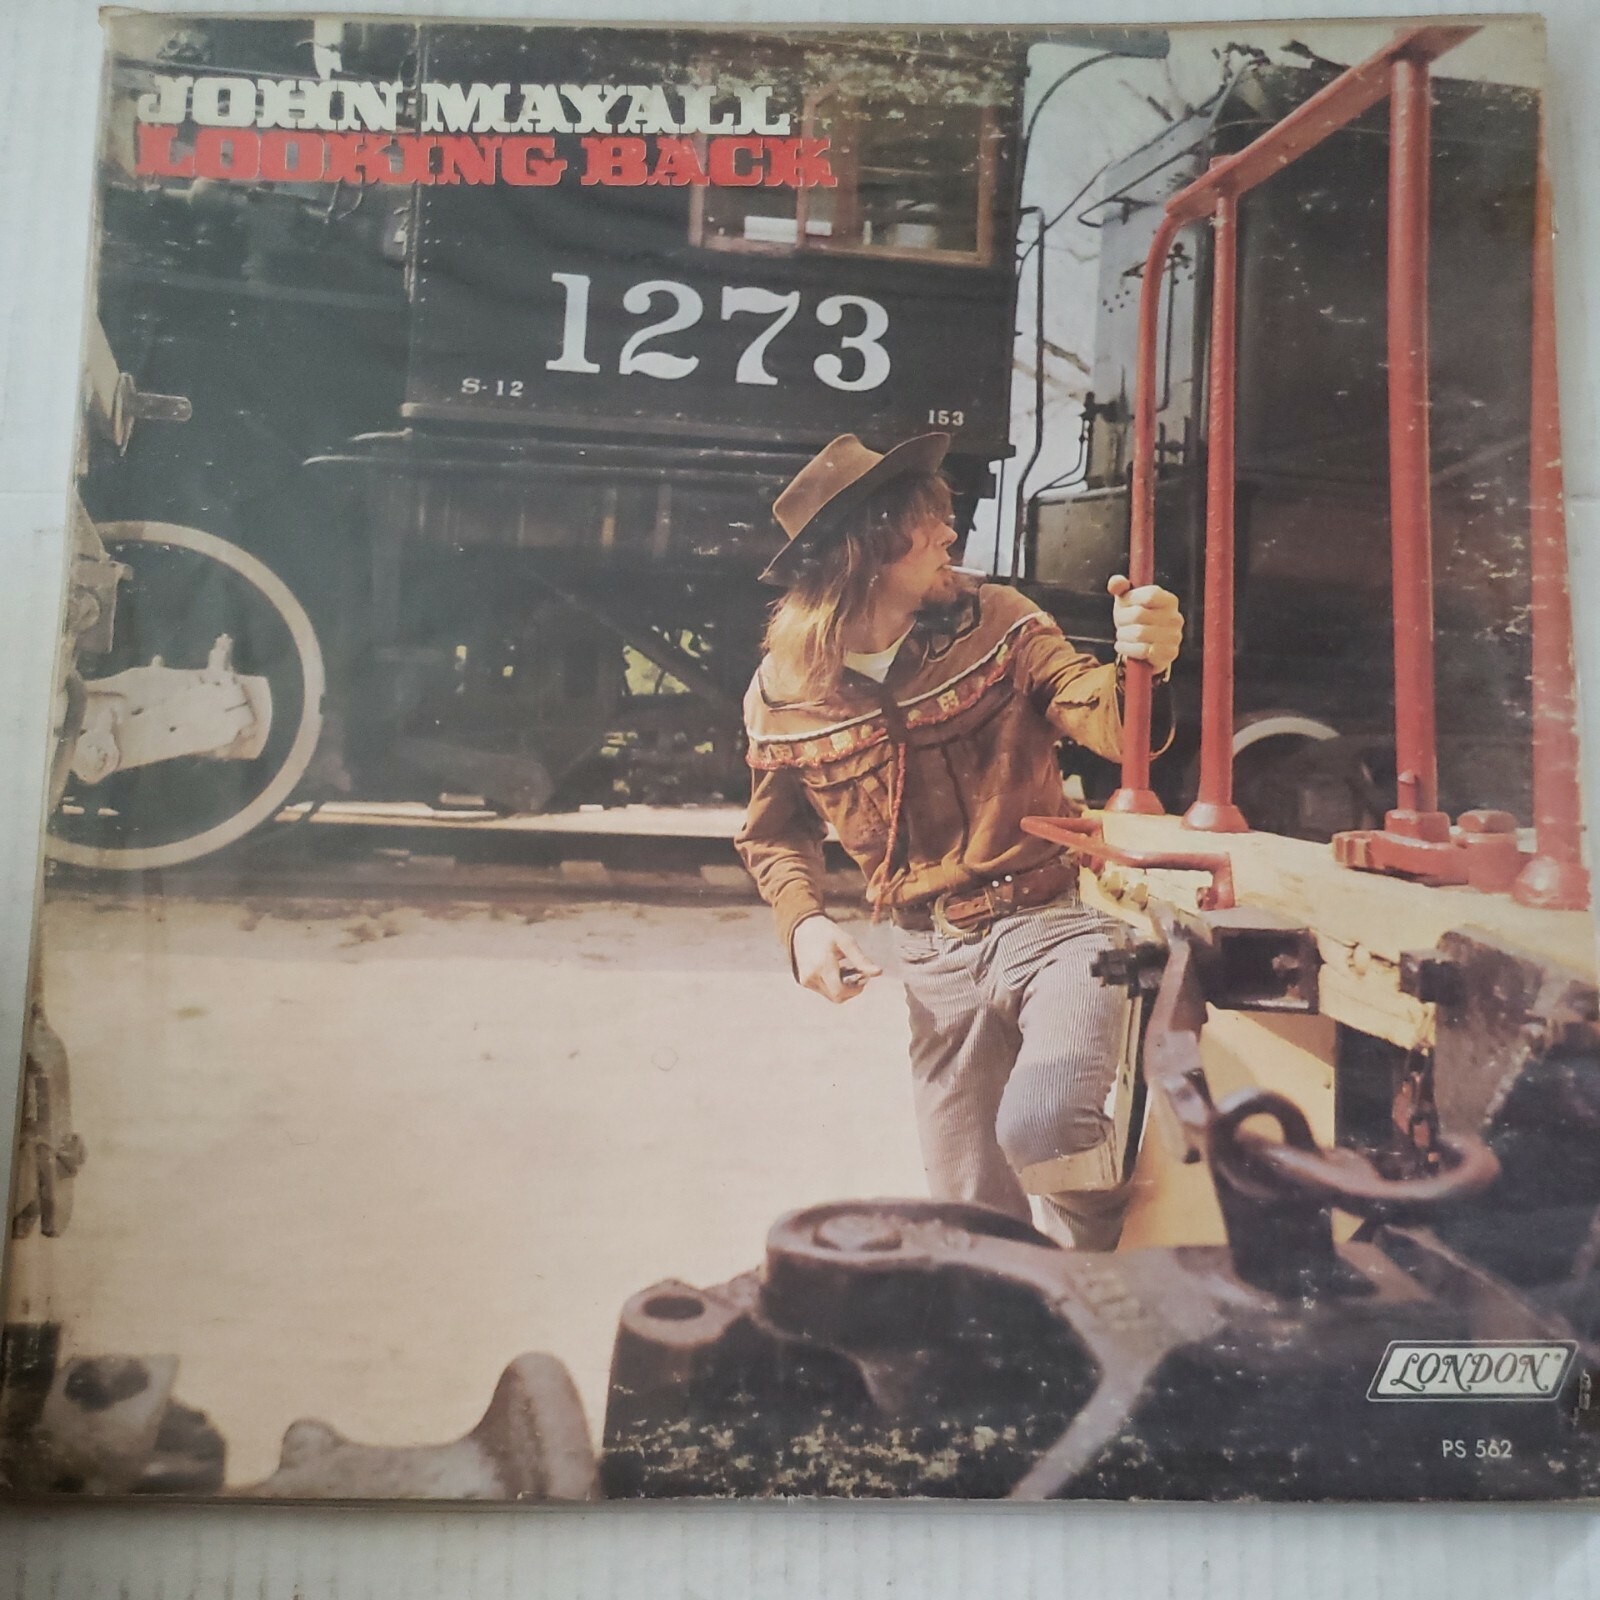 JOHN MAYALL
LOOKING BACK
1273
S-12
153
LONDON®
PS 562